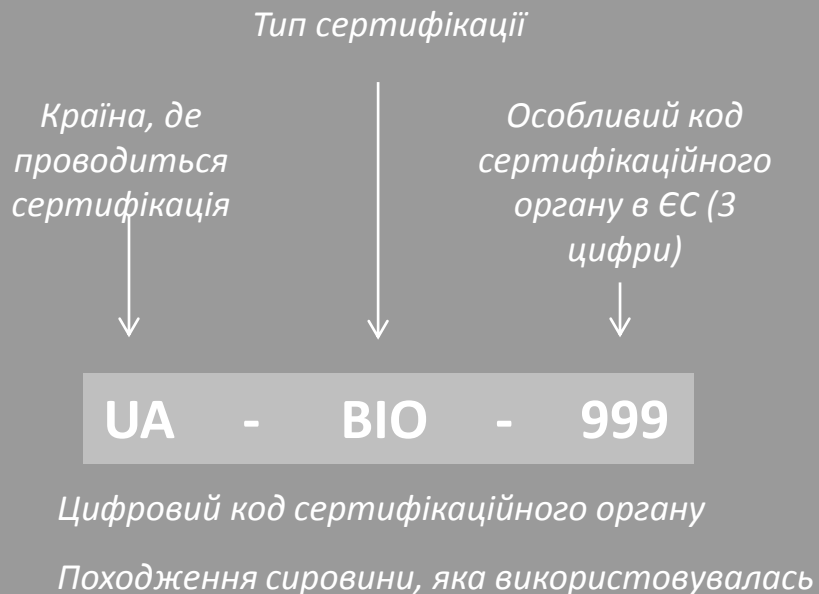 Тип сертифікації
Країна, де
проводиться
сертифікація
Особливий код
сертифікаційного
органу в ЄС (3
цифри)
UA - BIO - 999
Цифровий код сертифікаційного органу
Походження сировини, яка використовувалась